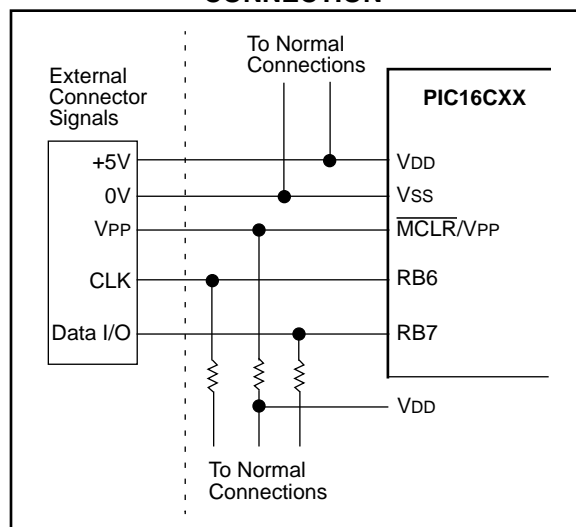 CONNECTION
To Normal
Connections
External
Connector
Signals
PIC16CXX
+5V
VDD
0V
VSS
VPP
MCLR/VPP
CLK
RB6
Data I/O
RB7
VDD
To Normal
Connections